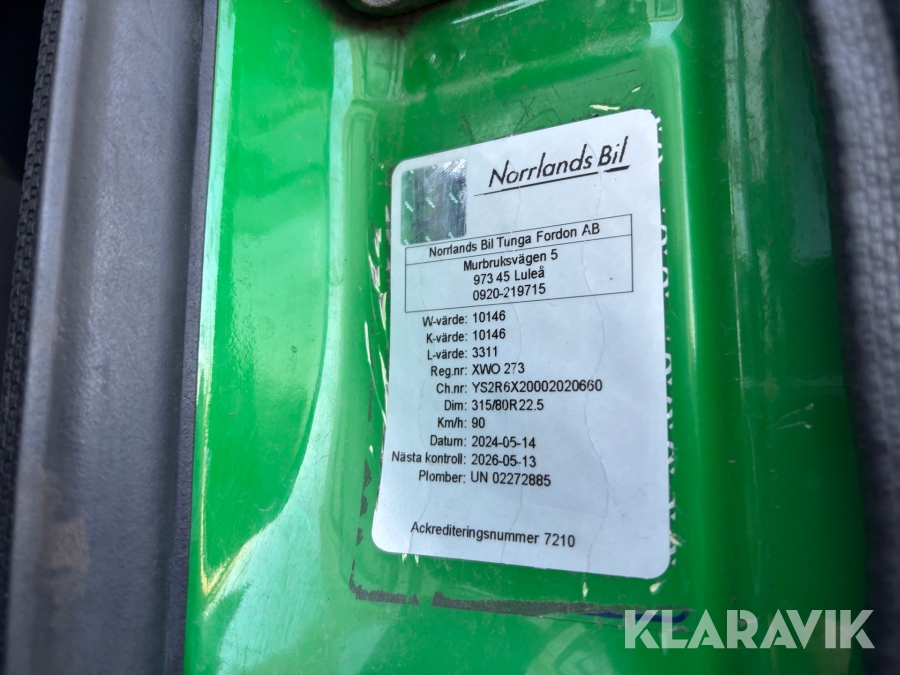 Norrlands Bil
Norrlands Bil Tunga Fordon AB
Murbruksvägen 5
973 45 Luleå
0920-219715
W-värde: 10146
K-värde: 10146
L-värde: 3311
Reg.nr: XWO 273
Ch.nr: YS2R6X20002020660
Dim: 315/80R22.5
Km/h: 90
Datum: 2024-05-14
Nästa kontroll: 2026-05-13
Plomber: UN 02272885
Ackrediteringsnummer 7210
KLARAVIK